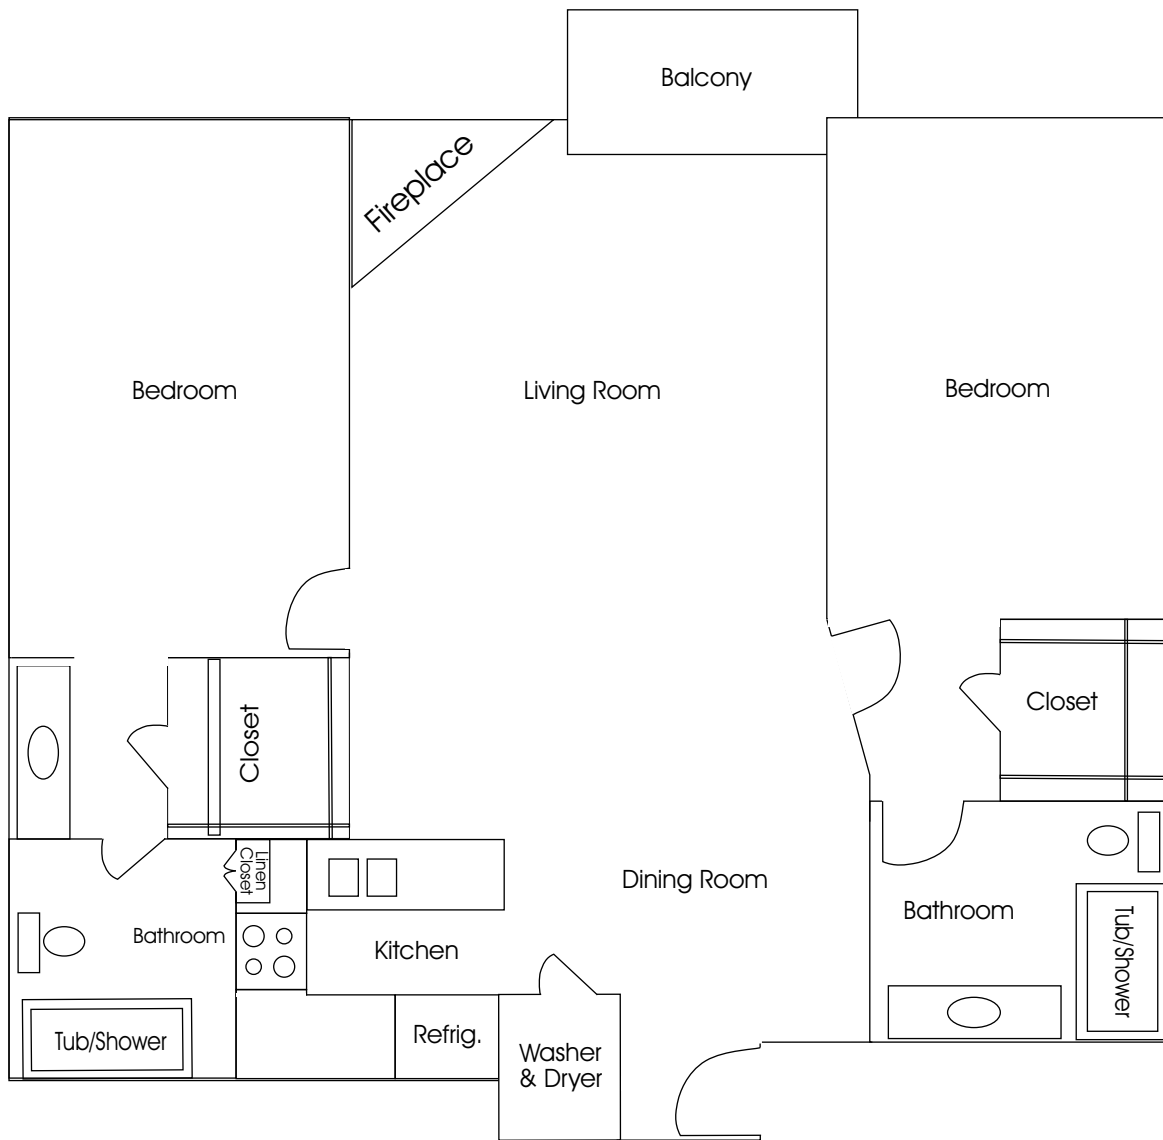 Balcony
Fireplace
Bedroom
Living Room
Bedroom
Closet
Closet
Linen
Closet
Dining Room
Bathroom
Tub/Shower
Bathroom
Kitchen
Tub/Shower
Refrig.
Washer
& Dryer